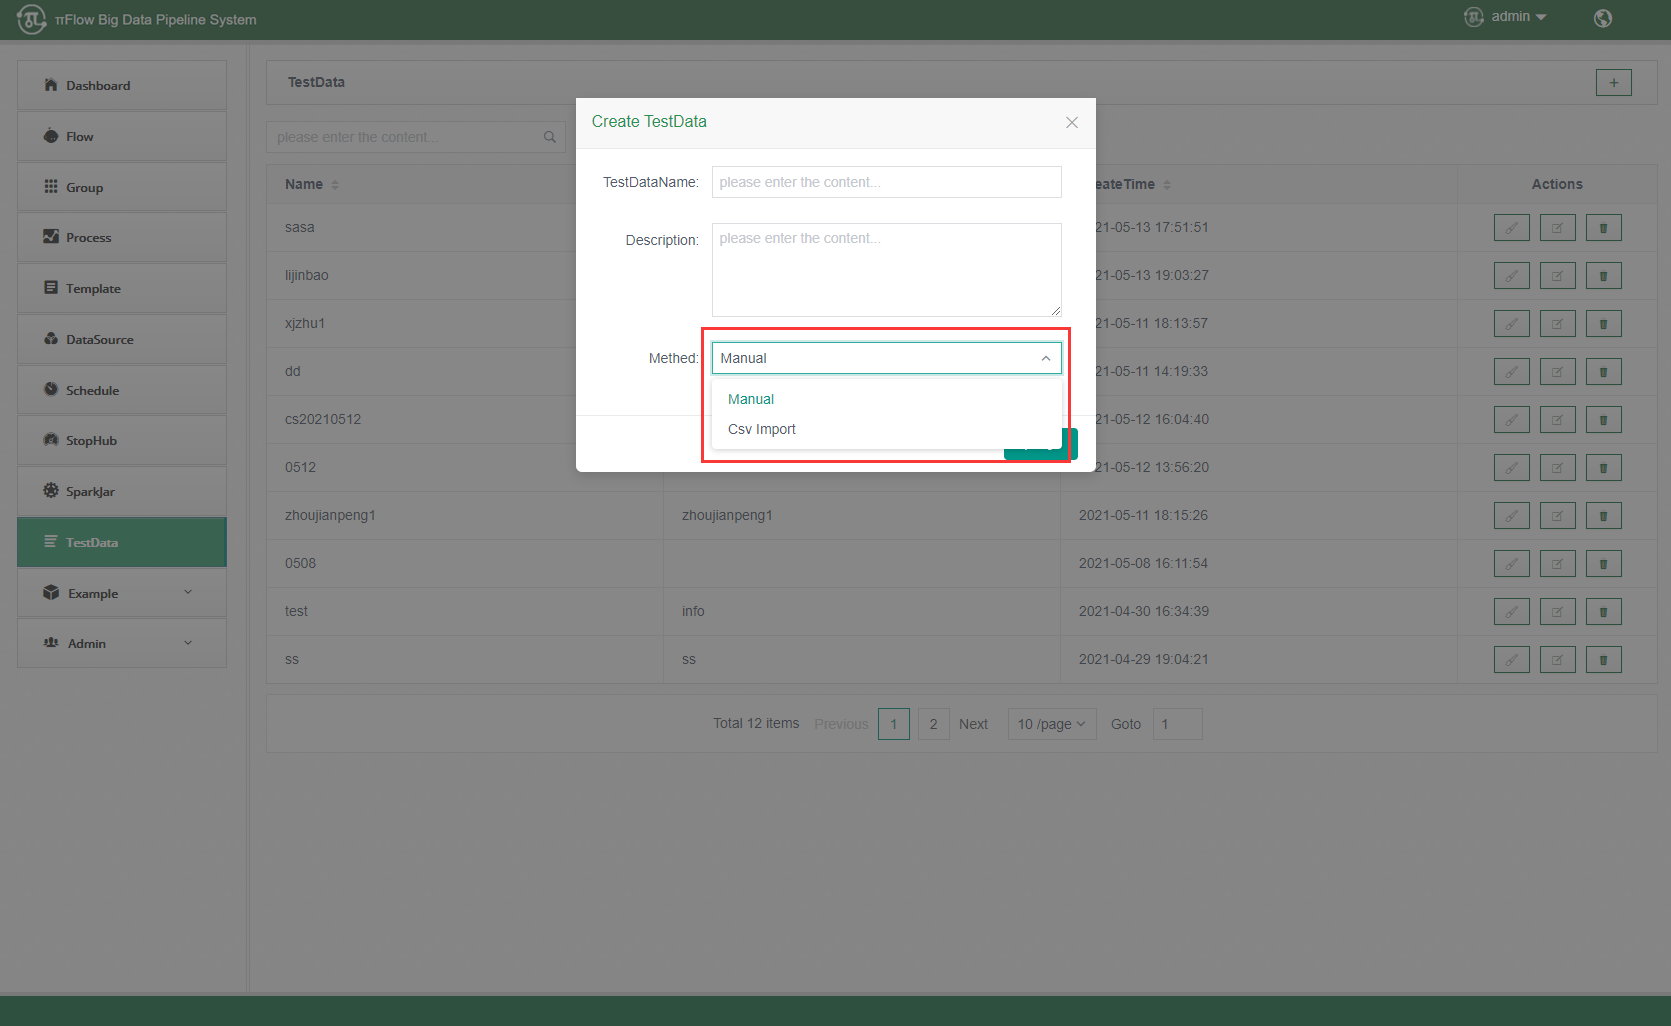 πFlow Big Data Pipeline System
admin
Dashboard
Flow
Group
Process
Template
DataSource
Schedule
StopHub
SparkJar
TestData
Example
Admin
TestData
+
please enter the content...
Name
eateTime
Actions
sasa
21-05-13 17:51:51
lijinbao
21-05-13 19:03:27
xjzhu1
21-05-11 18:13:57
dd
21-05-11 14:19:33
cs20210512
21-05-12 16:04:40
0512
21-05-12 13:56:20
zhoujianpeng1
zhoujianpeng1
2021-05-11 18:15:26
0508
2021-05-08 16:11:54
test
info
2021-04-30 16:34:39
ss
ss
2021-04-29 19:04:21
Total 12 items
Previous
1
2
Next
10 /page
Goto
1
Create TestData
TestDataName:
please enter the content...
Description:
please enter the content...
Methed:
Manual
Manual
Csv Import